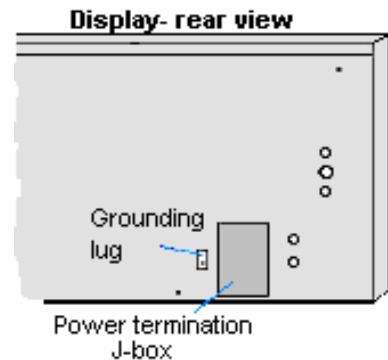 Display- rear view
Grounding
lug
Power termination
J-box